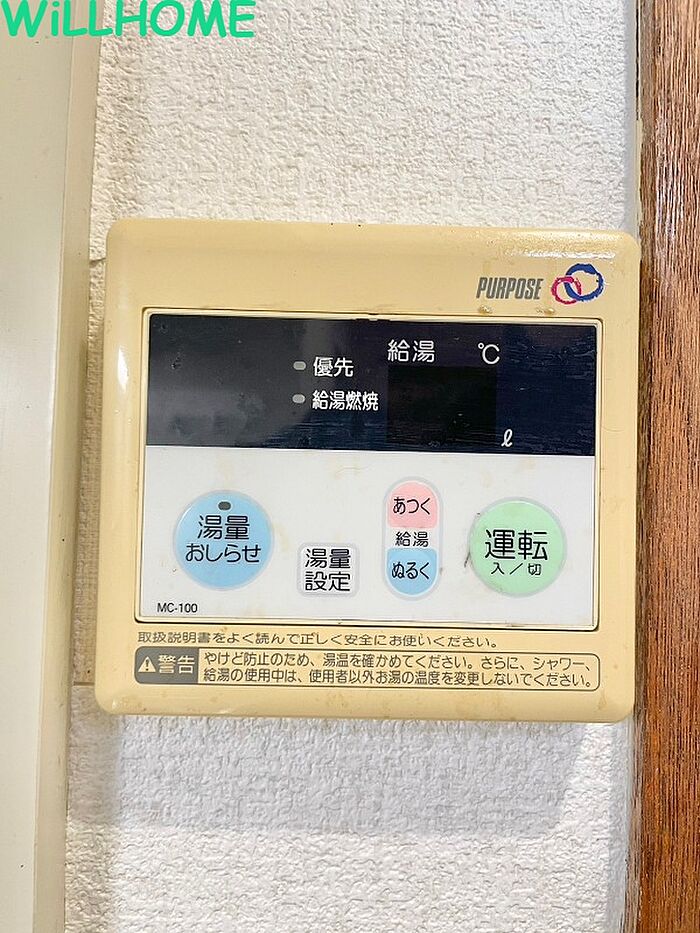 WiLLHOME
PURPOSE
給湯 ℃
優先
給湯燃焼
ℓ
湯量
おしらせ
湯量
設定
あつく
給湯
ぬるく
運転
入/切
MC-100
取扱説明書をよく読んで正しく安全にお使いください。
警告
やけど防止のため、湯温を確かめてください。さらに、シャワー、
給湯の使用中は、使用者以外お湯の温度を変更しないでください。